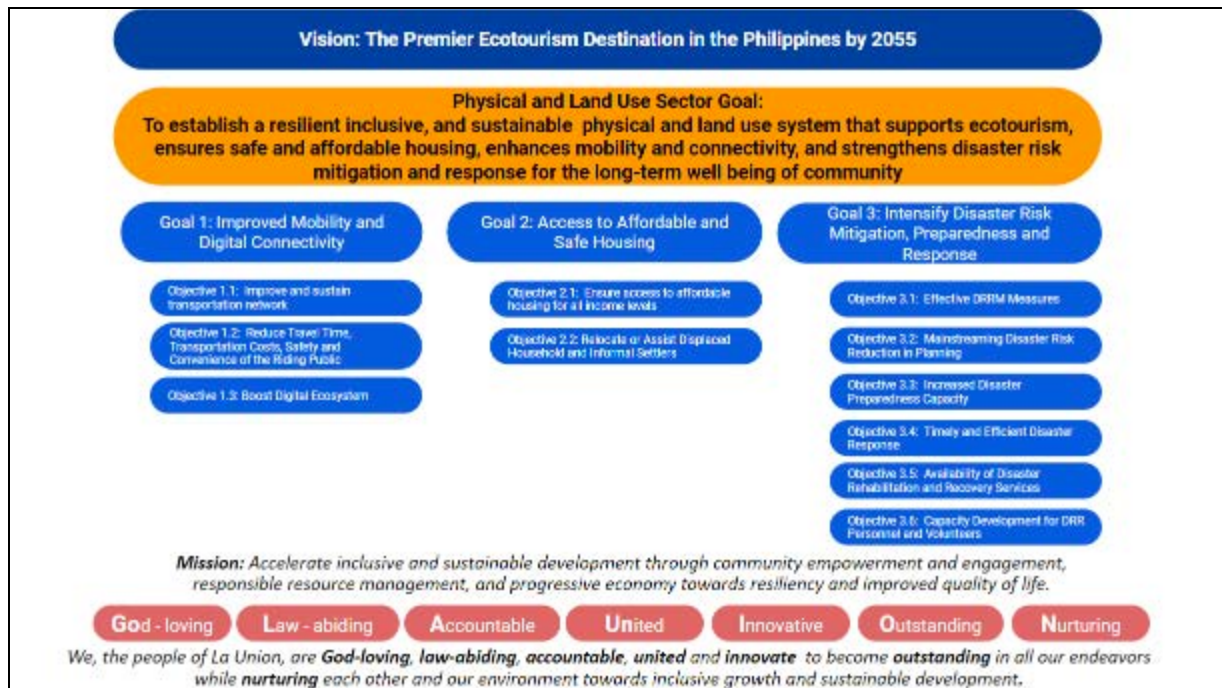 Vision: The Premier Ecotourism Destination in the Philippines by 2055
Physical and Land Use Sector Goal:
To establish a resilient inclusive, and sustainable physical and land use system that supports ecotourism,
ensures safe and affordable housing, enhances mobility and connectivity, and strengthens disaster risk
mitigation and response for the long-term well being of community
Goal 1: Improved Mobility and
Digital Connectivity
Objective 1.1: Improve and sustain
transportation network
Objective 1.2: Reduce Travel Time,
Transportation Costs, Safety and
Convenience of the Riding Public
Objective 1.3: Boost Digital Ecosystem
Goal 2: Access to Affordable and
Safe Housing
Objective 2.1: Ensure access to affordable
housing for all income levels
Objective 2.2: Relocate or Assist Displaced
Household and Informal Settlers
Goal 3: Intensify Disaster Risk
Mitigation, Preparedness and
Response
Objective 3.1: Effective DRRM Measures
Objective 3.2: Mainstreaming Disaster Risk
Reduction in Planning
Objective 3.3: Increased Disaster
Preparedness Capacity
Objective 3.4: Timely and Efficient Disaster
Response
Objective 3.5: Availability of Disaster
Rehabilitation and Recovery Services
Objective 3.6: Capacity Development for DRR
Personnel and Volunteers
Mission: Accelerate inclusive and sustainable development through community empowerment and engagement,
responsible resource management, and progressive economy towards resiliency and improved quality of life.
God - loving
Law - abiding
Accountable
United
Innovative
Outstanding
Nurturing
We, the people of La Union, are God-loving, law-abiding, accountable, united and innovate to become outstanding in all our endeavors
while nurturing each other and our environment towards inclusive growth and sustainable development.